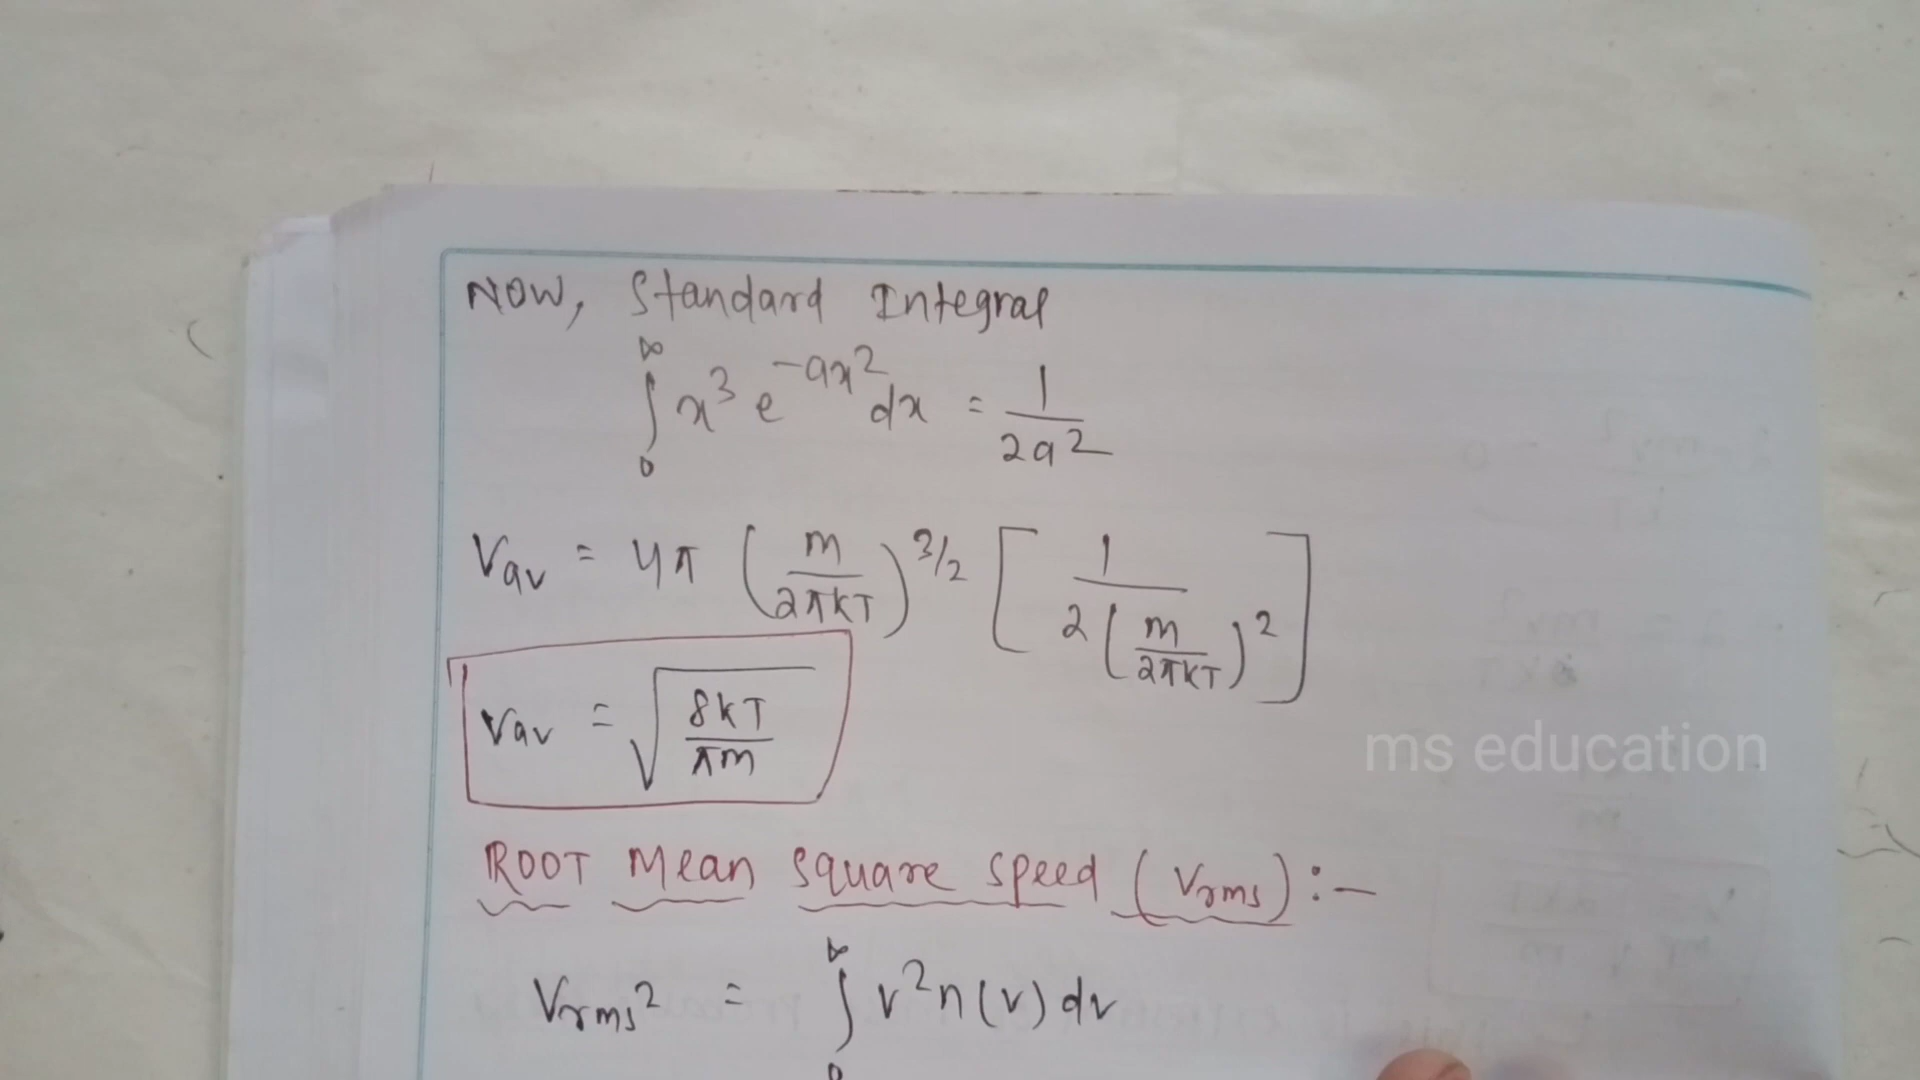 NOW, Standard Integral
∫₀^∞ x³ e^(-ax²) dx = 1/(2a²)
Vav = 4π (m/(2πKT))^(3/2) [1/(2(m/(2πKT))²)]
Vav = √(8KT/(πm))
ms education
ROOT Mean square speed (Vrms) :-
Vrms² = ∫₀^∞ v² n(v) dv